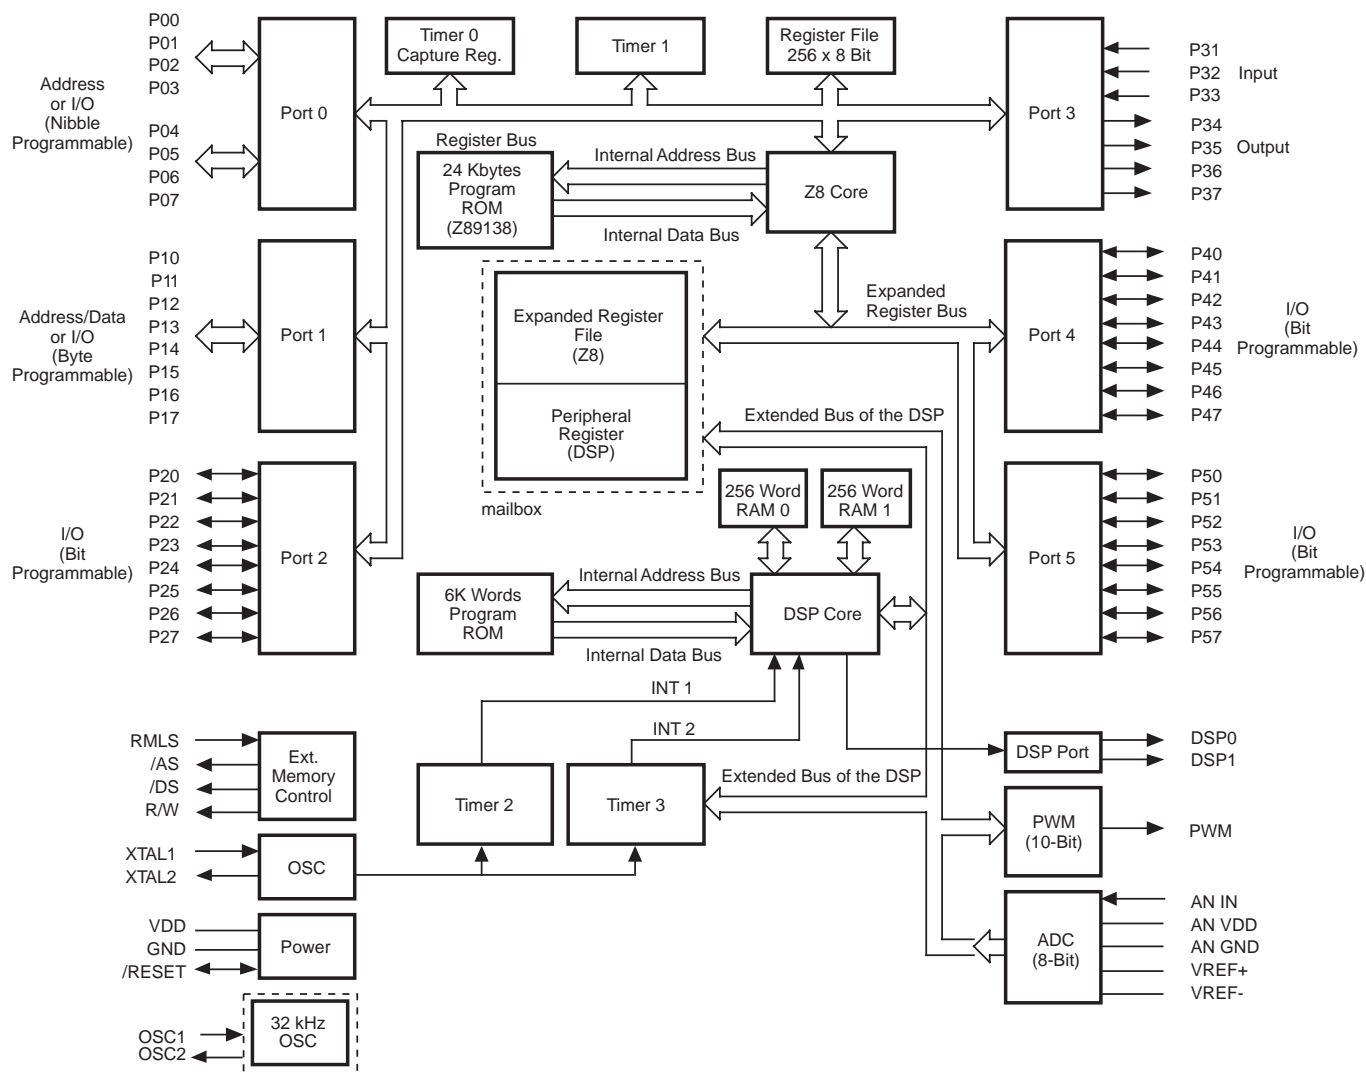 P00
P01
P02
P03
Address
or I/O
(Nibble
Programmable)
P04
P05
P06
P07
Port 0
Timer 0
Capture Reg.
Timer 1
Register File
256 x 8 Bit
Port 3
P31
P32
P33
Input
P34
P35
P36
P37
Output
Register Bus
24 Kbytes
Program
ROM
(Z89138)
Internal Address Bus
Internal Data Bus
Z8 Core
P10
P11
P12
P13
P14
P15
P16
P17
Address/Data
or I/O
(Byte
Programmable)
Port 1
Expanded Register
File
(Z8)
Peripheral
Register
(DSP)
mailbox
Expanded
Register Bus
Extended Bus of the DSP
Port 4
P40
P41
P42
P43
P44
P45
P46
P47
I/O
(Bit
Programmable)
P20
P21
P22
P23
P24
P25
P26
P27
I/O
(Bit
Programmable)
Port 2
256 Word
RAM 0
256 Word
RAM 1
6K Words
Program
ROM
Internal Address Bus
Internal Data Bus
DSP Core
Port 5
P50
P51
P52
P53
P54
P55
P56
P57
I/O
(Bit
Programmable)
INT 1
INT 2
RMLS
/AS
/DS
R/W
Ext.
Memory
Control
Timer 2
Timer 3
Extended Bus of the DSP
DSP Port
DSP0
DSP1
PWM
(10-Bit)
PWM
XTAL1
XTAL2
OSC
VDD
GND
/RESET
Power
ADC
(8-Bit)
AN IN
AN VDD
AN GND
VREF+
VREF-
OSC1
OSC2
32 kHz
OSC